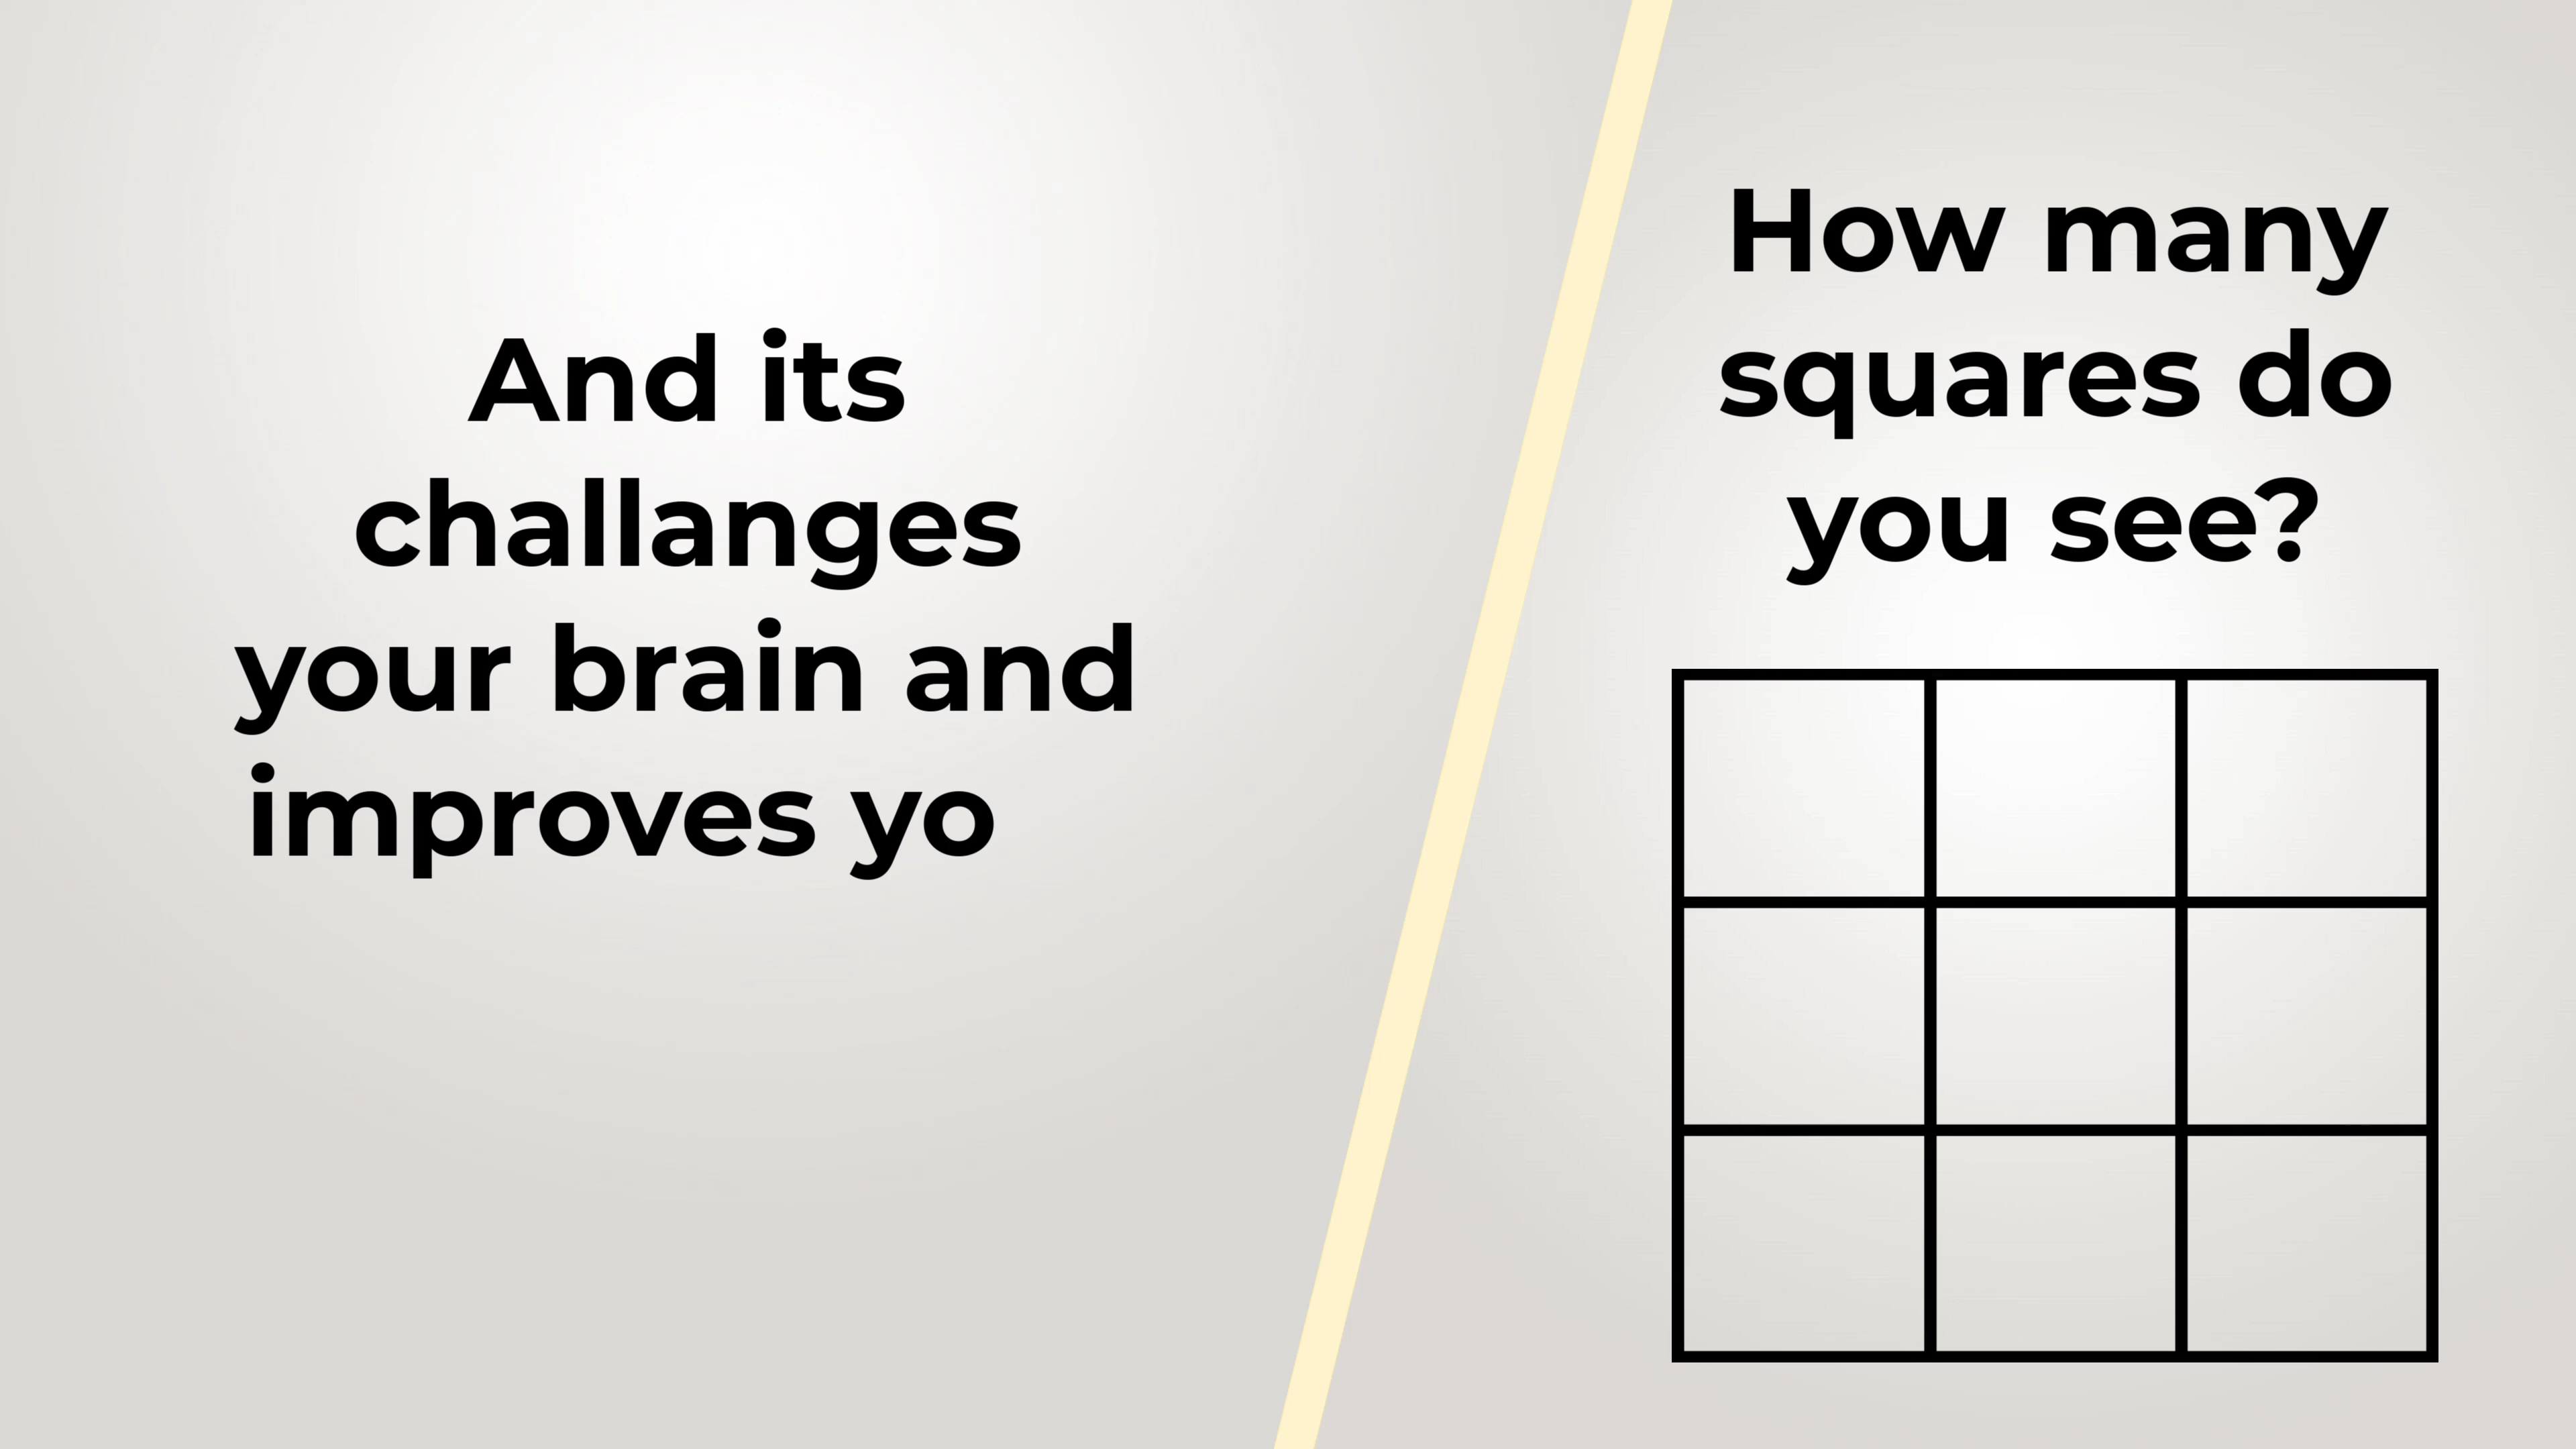 And its
challanges
your brain and
improves yo
How many
squares do
you see?